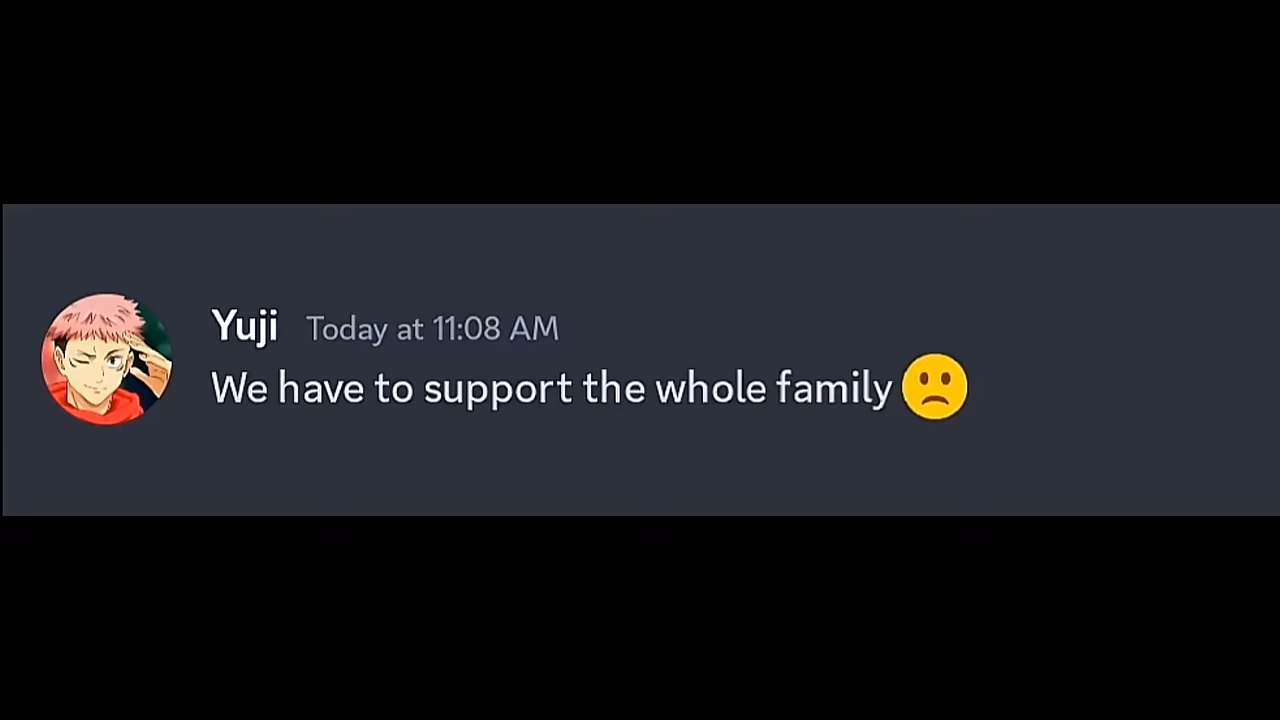 Yuji Today at 11:08 AM
We have to support the whole family 🙁